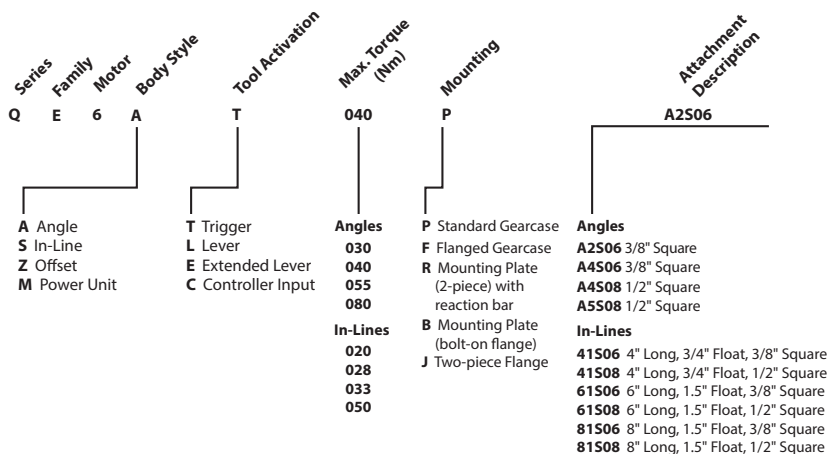 Series
Family
Motor
Body Style
Tool Activation
Max. Torque
(Nm)
Mounting
Attachment
Description
Q E 6 A T 040 P A2S06
A Angle
S In-Line
Z Offset
M Power Unit
T Trigger
L Lever
E Extended Lever
C Controller Input
Angles
030
040
055
080
In-Lines
020
028
033
050
P Standard Gearcase
F Flanged Gearcase
R Mounting Plate
(2-piece) with
reaction bar
B Mounting Plate
(bolt-on flange)
J Two-piece Flange
Angles
A2S06 3/8" Square
A4S06 3/8" Square
A4S08 1/2" Square
A5S08 1/2" Square
In-Lines
41S06 4" Long, 3/4" Float, 3/8" Square
41S08 4" Long, 3/4" Float, 1/2" Square
61S06 6" Long, 1.5" Float, 3/8" Square
61S08 6" Long, 1.5" Float, 1/2" Square
81S06 8" Long, 1.5" Float, 3/8" Square
81S08 8" Long, 1.5" Float, 1/2" Square